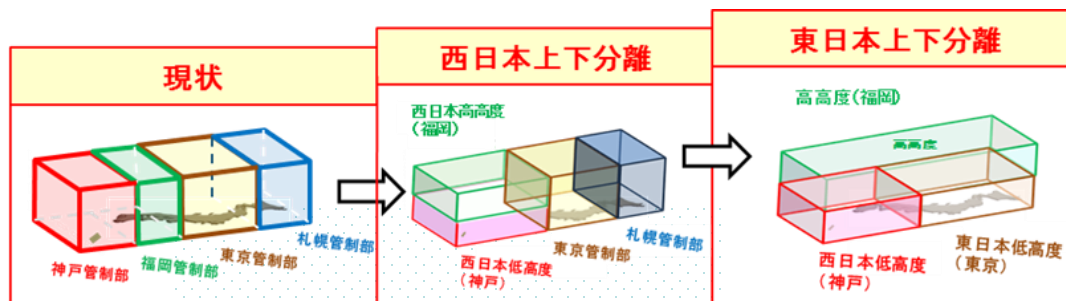 現状
神戸管制部
福岡管制部
東京管制部
札幌管制部
西日本上下分離
西日本高高度
(福岡)
西日本低高度
(神戸)
東京管制部
札幌管制部
東日本上下分離
高高度(福岡)
高高度
西日本低高度
(神戸)
東日本低高度
(東京)